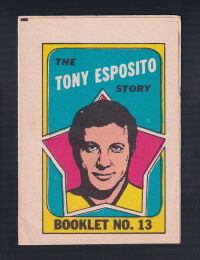 THE
TONY ESPOSITO
STORY
BOOKLET NO. 13